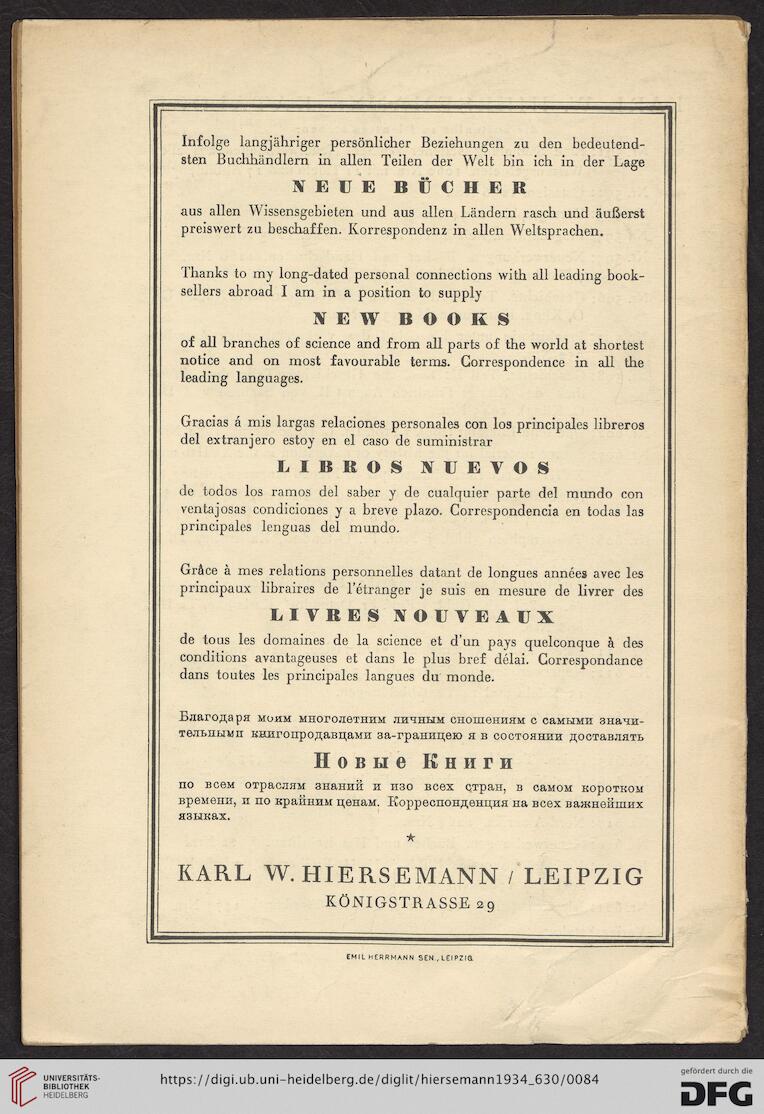 Infolge langjähriger persönlicher Beziehungen zu den bedeutend-
sten Buchhändlern in allen Teilen der Welt bin ich in der Lage
NEUE BÜCHER
aus allen Wissensgebieten und aus allen Ländern rasch und äußerst
preiswert zu beschaffen. Korrespondenz in allen Weltsprachen.
Thanks to my long-dated personal connections with all leading book-
sellers abroad I am in a position to supply
NEW BOOKS
of all branches of science and from all parts of the world at shortest
notice and on most favourable terms. Correspondence in all the
leading languages.
Gracias á mis largas relaciones personales con los principales libreros
del extranjero estoy en el caso de suministrar
LIBROS NUEVOS
de todos los ramos del saber y de cualquier parte del mundo con
ventajosas condiciones y a breve plazo. Correspondencia en todas las
principales lenguas del mundo.
Grâce à mes relations personnelles datant de longues années avec les
principaux libraires de l'étranger je suis en mesure de livrer des
LIVRES NOUVEAUX
de tous les domaines de la science et d'un pays quelconque à des
conditions avantageuses et dans le plus bref délai. Correspondance
dans toutes les principales langues du monde.
Благодаря моим многолетним личным сношениям с самыми значи-
тельными книгопродавцами за-границею я в состоянии доставлять
Новые Книги
по всем отраслям знаний и изо всех стран, в самом коротком
времени, и по крайним ценам. Корреспонденция на всех важнейших
языках.
*
KARL W. HIERSEMANN / LEIPZIG
KÖNIGSTRASSE 29
EMIL HERRMANN SEN., LEIPZIG
UNIVERSITÄTS-
BIBLIOTHEK
HEIDELBERG
https://digi.ub.uni-heidelberg.de/diglit/hiersemann1934_630/0084
gefördert durch die
DFG